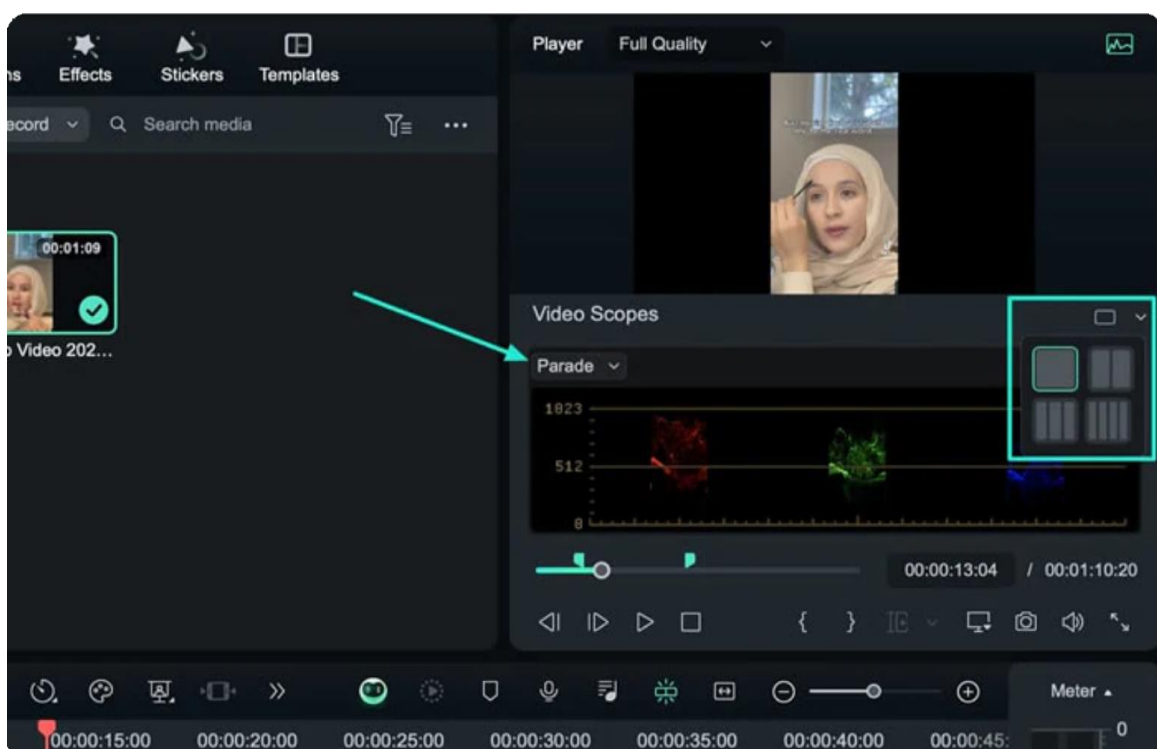 Player Full Quality
ns Effects Stickers Templates
ecord Search media
00:01:09
o Video 202...
Video Scopes
Parade
1023
512
0
00:00:13:04 / 00:01:10:20
Meter
00:00:15:00 00:00:20:00 00:00:25:00 00:00:30:00 00:00:35:00 00:00:40:00 00:00:45:
0